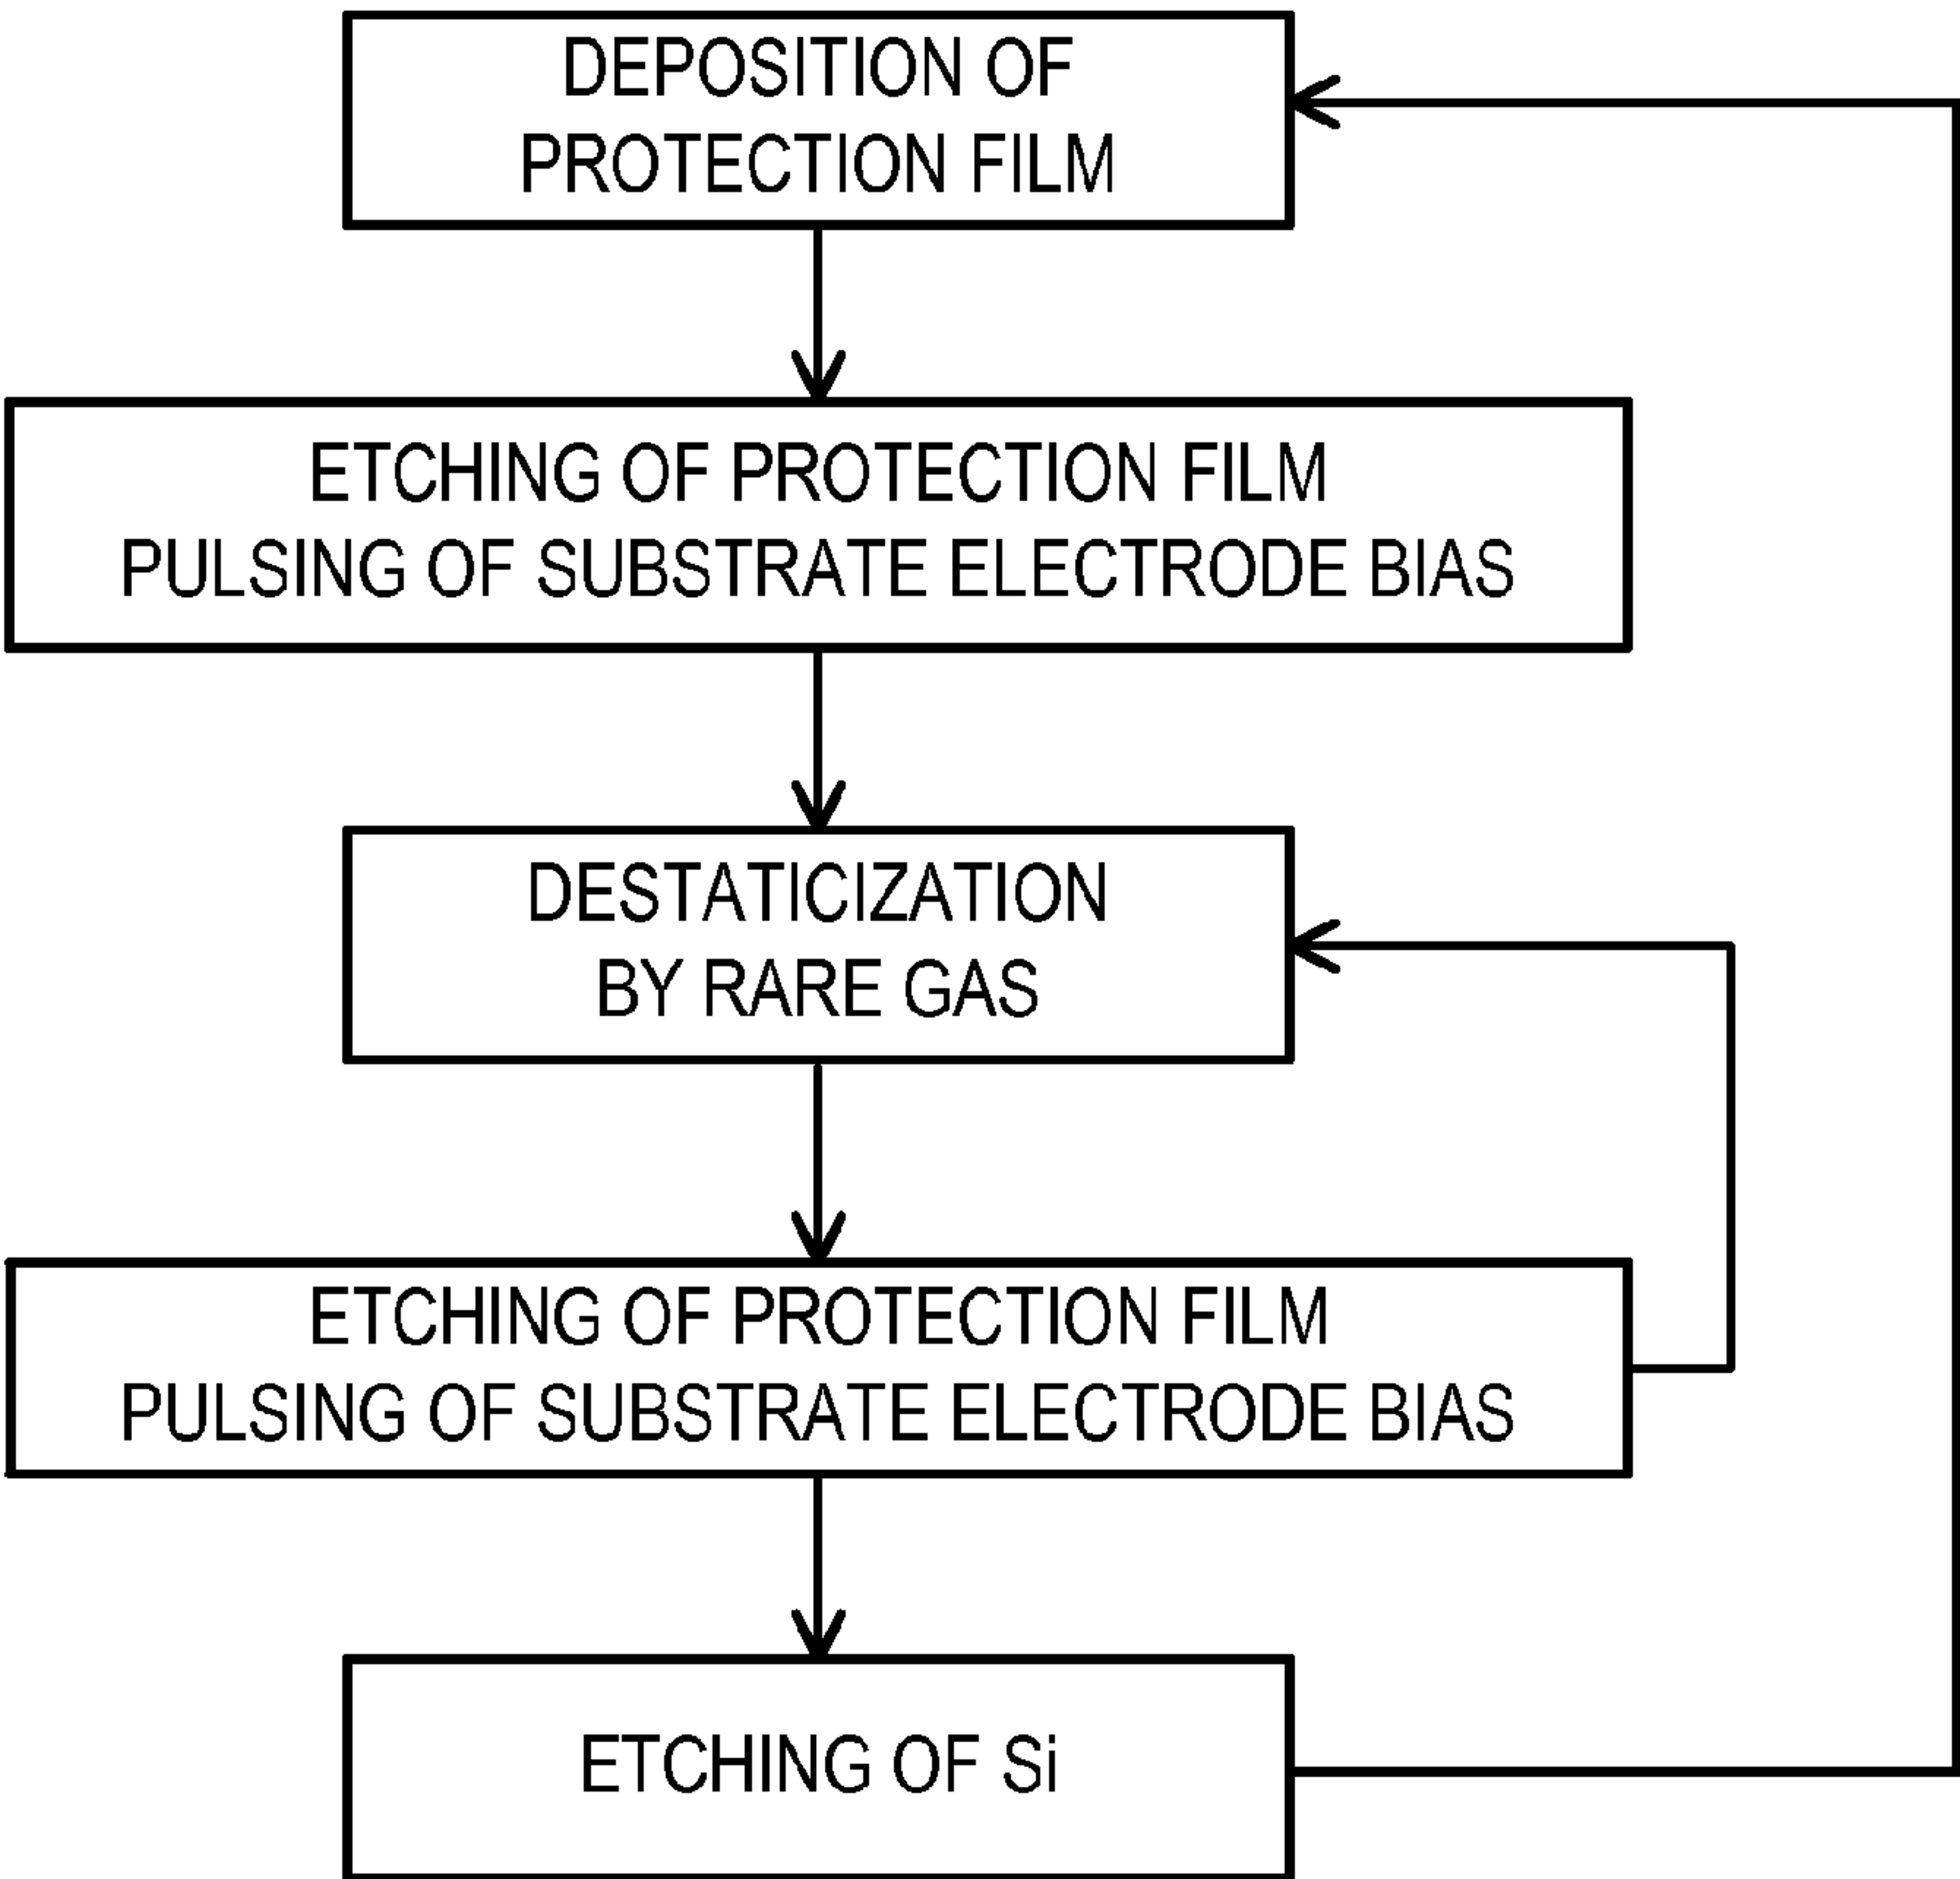 DEPOSITION OF
PROTECTION FILM
ETCHING OF PROTECTION FILM
PULSING OF SUBSTRATE ELECTRODE BIAS
DESTATICIZATION
BY RARE GAS
ETCHING OF PROTECTION FILM
PULSING OF SUBSTRATE ELECTRODE BIAS
ETCHING OF Si